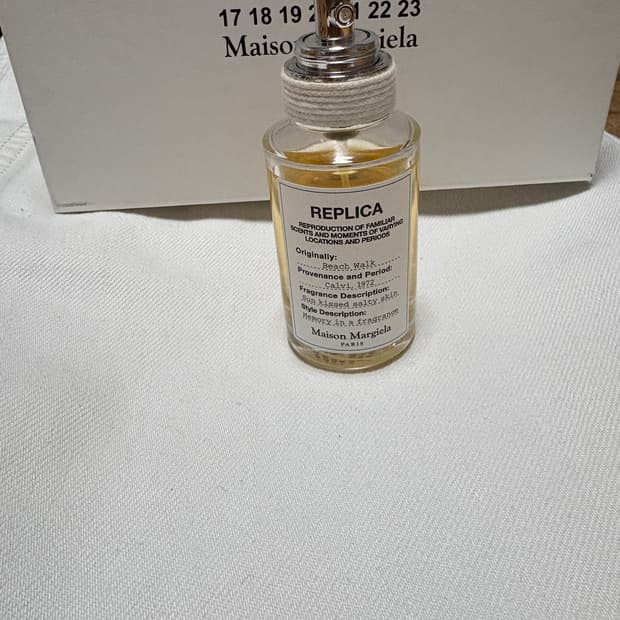 17 18 19 2 21 22 23
Maison Margiela
REPLICA
REPRODUCTION OF FAMILIAR
SCENTS AND MOMENTS OF VARYING
LOCATIONS AND PERIODS
Originally:
Beach Walk
Provenance and Period:
Calvi, 1972
Fragrance Description:
Sun kissed salty skin
Style Description:
Memory in a fragrance
Maison Margiela
PARIS